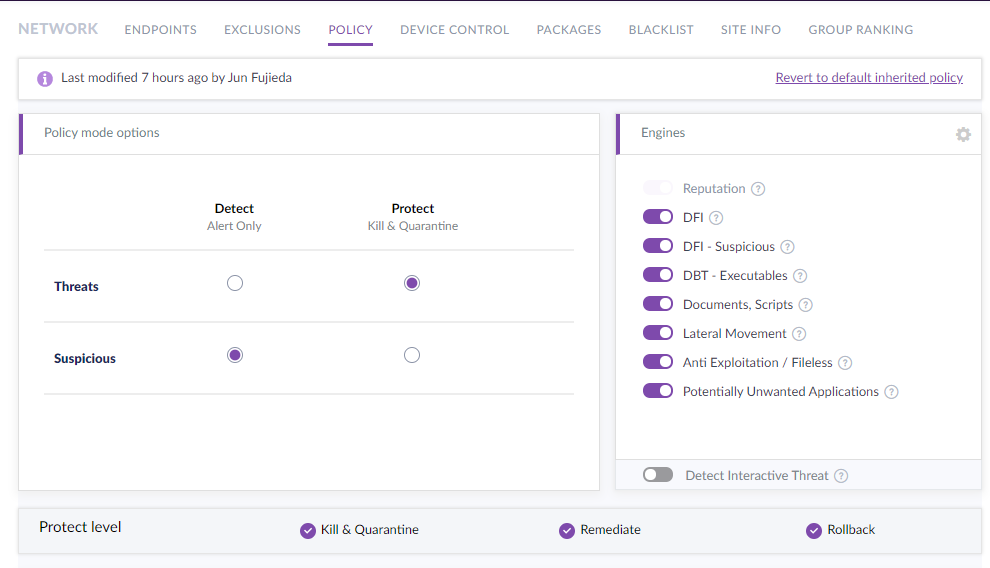 NETWORK ENDPOINTS EXCLUSIONS POLICY DEVICE CONTROL PACKAGES BLACKLIST SITE INFO GROUP RANKING
Last modified 7 hours ago by Jun Fujieda Revert to default inherited policy
Policy mode options
Detect Protect
Alert Only Kill & Quarantine
Threats
Suspicious
Engines
Reputation
DFI
DFI - Suspicious
DBT - Executables
Documents, Scripts
Lateral Movement
Anti Exploitation / Fileless
Potentially Unwanted Applications
Detect Interactive Threat
Protect level Kill & Quarantine Remediate Rollback